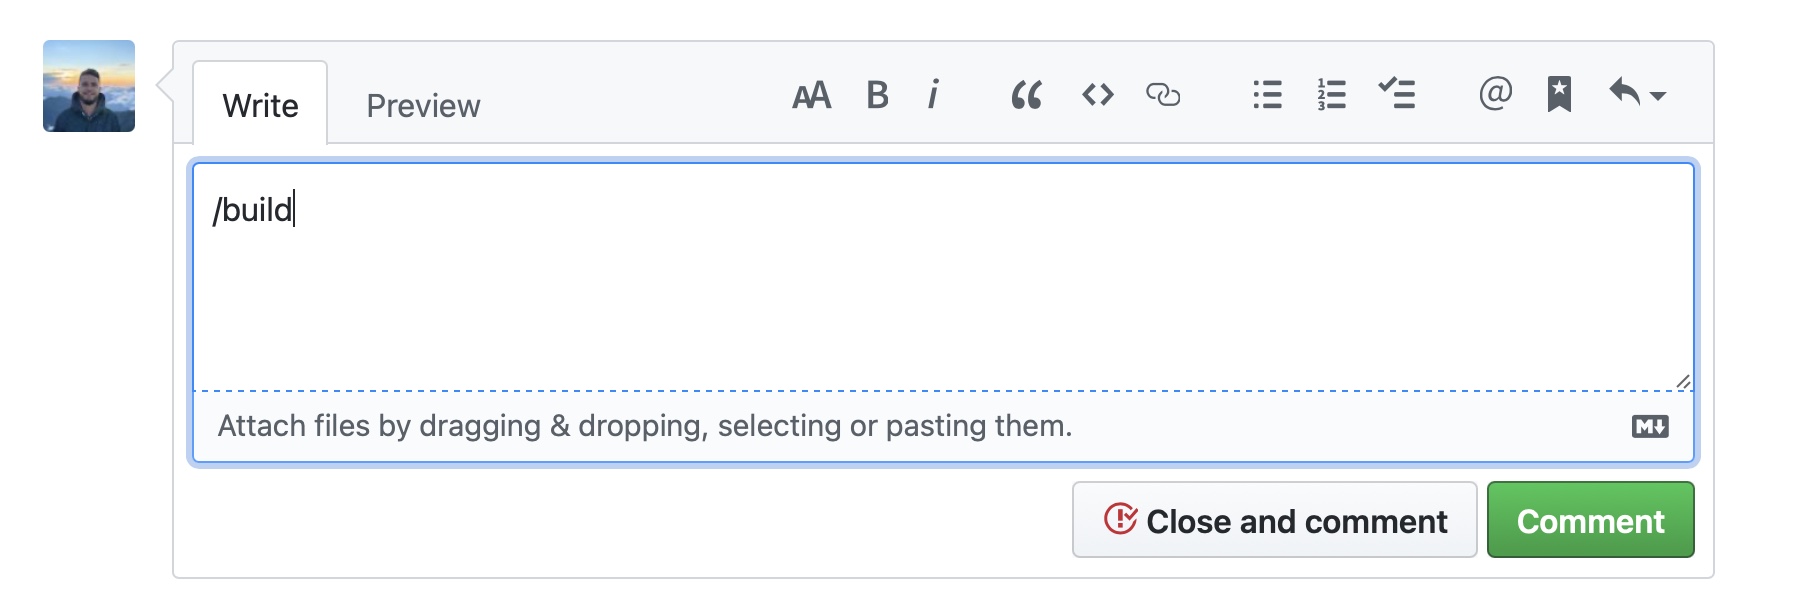 Write Preview AA B i @
/build
Attach files by dragging & dropping, selecting or pasting them. M↓
Close and comment Comment